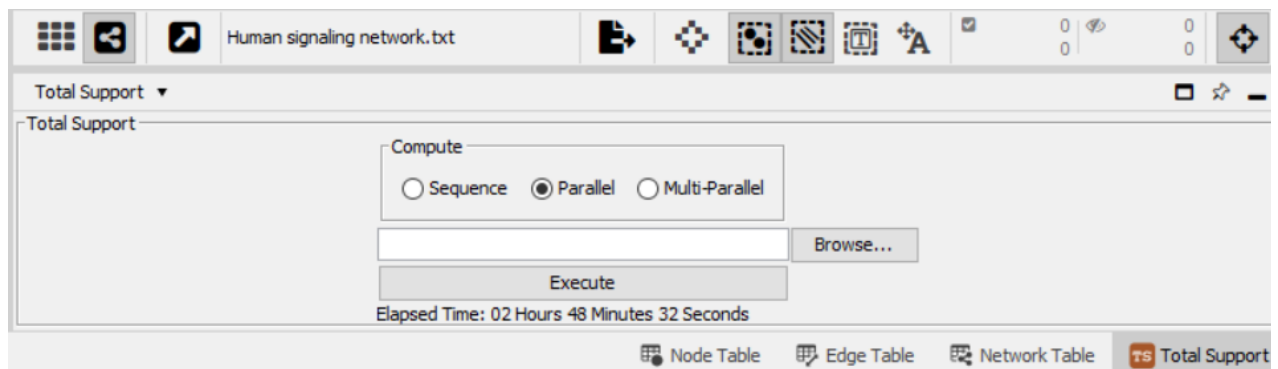 Human signaling network.txt
A
0
0
0
0
T
Total Support
Total Support
Compute
Sequence Parallel Multi-Parallel
Browse...
Execute
Elapsed Time: 02 Hours 48 Minutes 32 Seconds
Node Table Edge Table Network Table TS Total Support